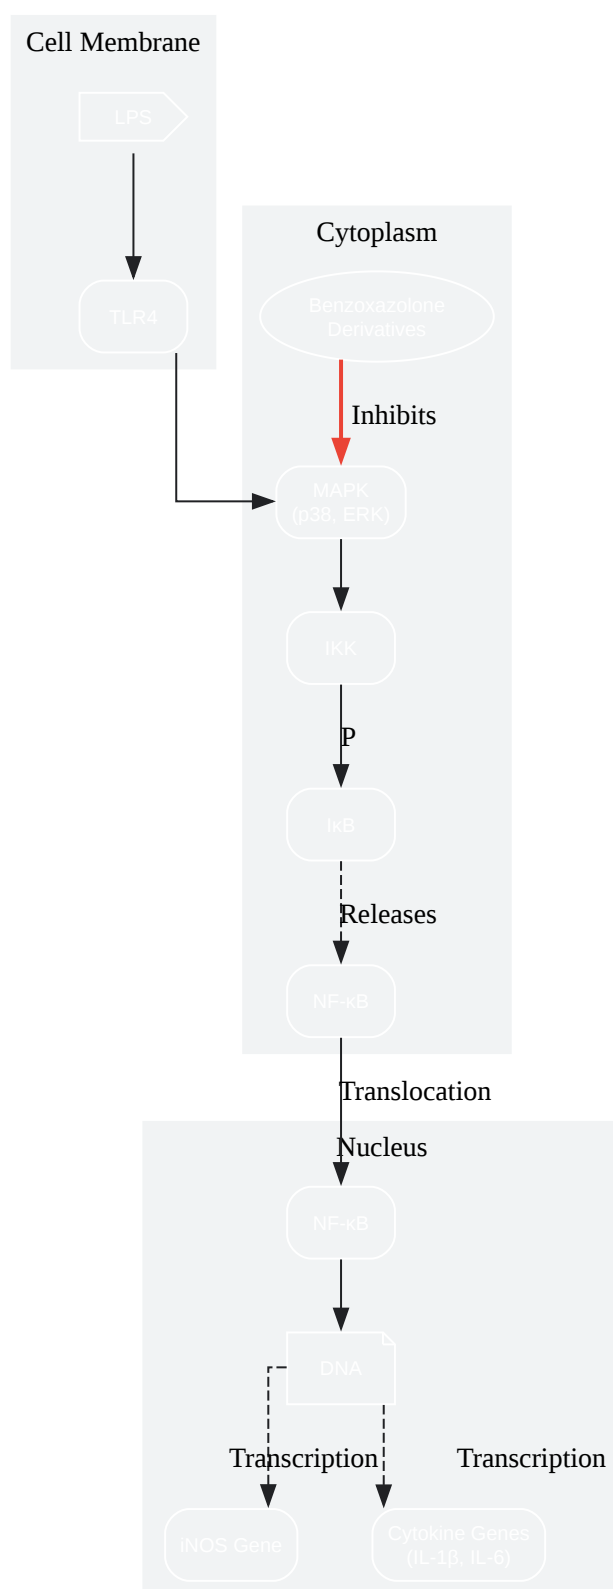 Cell Membrane
LPS
TLR4
Cytoplasm
Benzoxazolone
Derivatives
Inhibits
MAPK
(p38, ERK)
IKK
P
IκB
Releases
NF-κB
Translocation
Nucleus
NF-κB
DNA
Transcription
Transcription
iNOS Gene
Cytokine Genes
(IL-1β, IL-6)